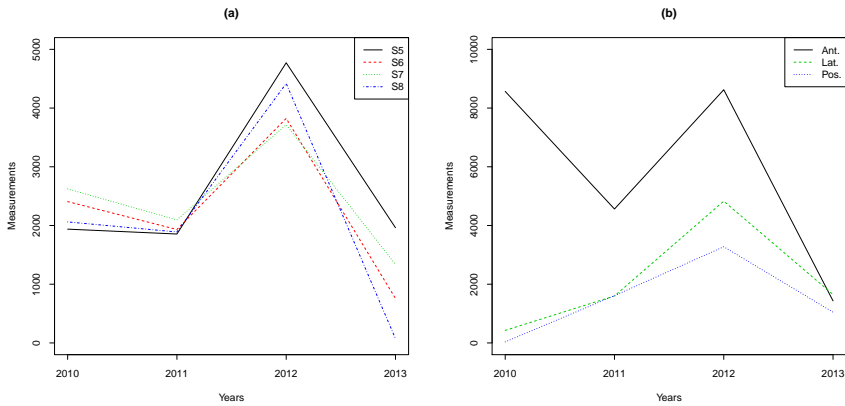 (a)
S5
S6
S7
S8
Measurements
5000
4000
3000
2000
1000
0
2010
2011
2012
2013
Years
(b)
Ant.
Lat.
Pos.
Measurements
10000
8000
6000
4000
2000
0
2010
2011
2012
2013
Years